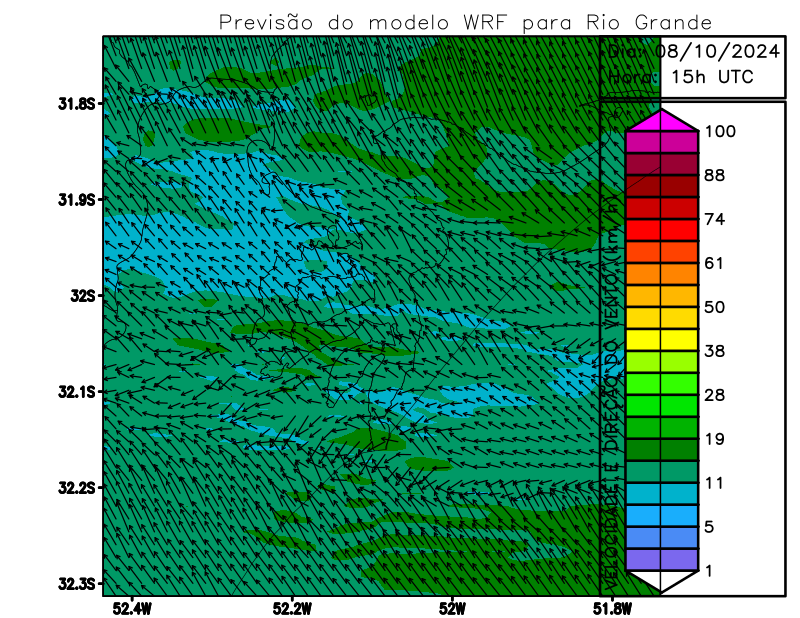 Previsão do modelo WRF para Rio Grande
Dia: 08/10/2024
Hora: 15h UTC
31.8S
31.9S
32S
32.1S
32.2S
32.3S
52.4W
52.2W
52W
51.8W
VELOCIDADE E DIREÇÃO DO VENTO (km/h)
100
88
74
61
50
38
28
19
11
5
1